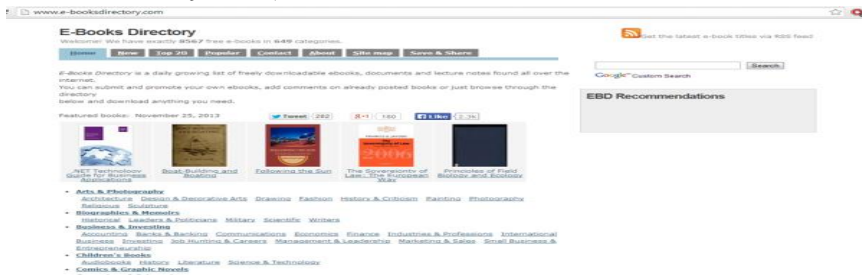 www.e-booksdirectory.com
E-Books Directory
Welcome! We have exactly 8567 free e-books in 649 categories.
Get the latest e-book titles via RSS feed
Home New Top 20 Popular Contact About Site map Save & Share
Search
Google Custom Search
E-Books Directory is a daily growing list of freely downloadable ebooks, documents and lecture notes found all over the
internet.
You can submit and promote your own ebooks, add comments on already posted books or just browse through the
directory
below and download anything you need.
EBD Recommendations
Featured books: November 25, 2013
Tweet 282 +1 180 Like 2.3k
2006
.NET Technology
Guide for Business
Applications
Boat-Building and
Boating
Following the Sun
The Sovereignty of
Law: The European
Way
Principles of Field
Biology and Ecology
Arts & Photography
Architecture Design & Decorative Arts Drawing Fashion History & Criticism Painting Photography
Religious Sculpture
Biographies & Memoirs
Historical Leaders & Politicians Military Scientific Writers
Business & Investing
Accounting Banks & Banking Communications Economics Finance Industries & Professions International
Business Investing Job Hunting & Careers Management & Leadership Marketing & Sales Small Business &
Entrepreneurship
Children's Books
Audiobooks History Literature Science & Technology
Comics & Graphic Novels